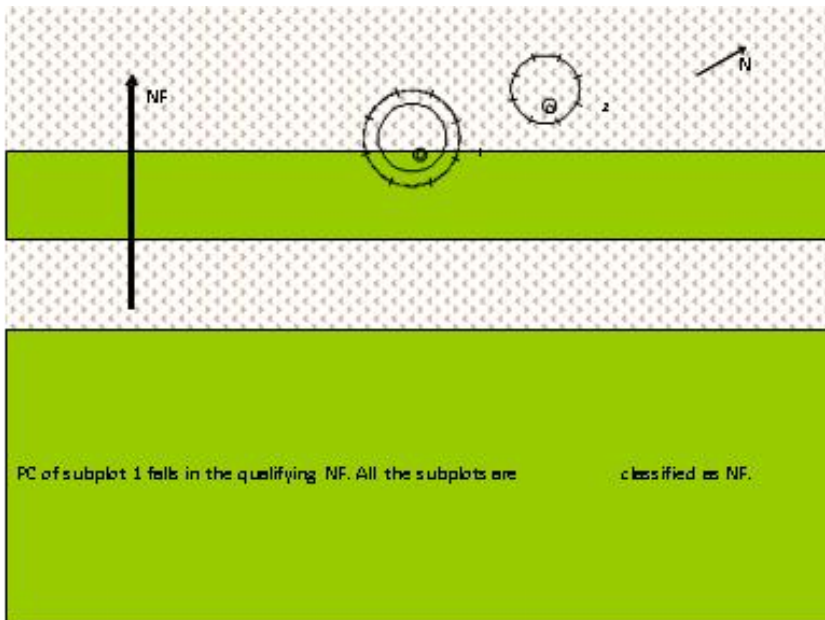 N
NF
2
1
PC of subplot 1 falls in the qualifying NF. All the subplots are classified as NF.